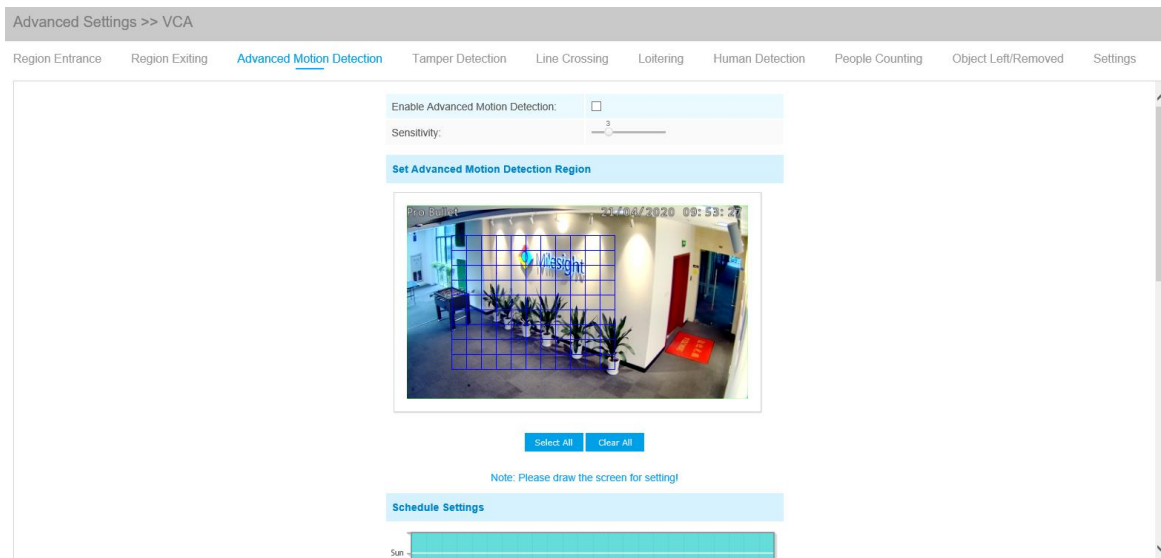 Advanced Settings >> VCA
Region Entrance Region Exiting Advanced Motion Detection Tamper Detection Line Crossing Loitering Human Detection People Counting Object Left/Removed Settings
Enable Advanced Motion Detection:
3
Sensitivity:
Set Advanced Motion Detection Region
Pro Bullet 21/04/2020 09:53:27
Milesight
Select All Clear All
Note: Please draw the screen for setting!
Schedule Settings
Sun